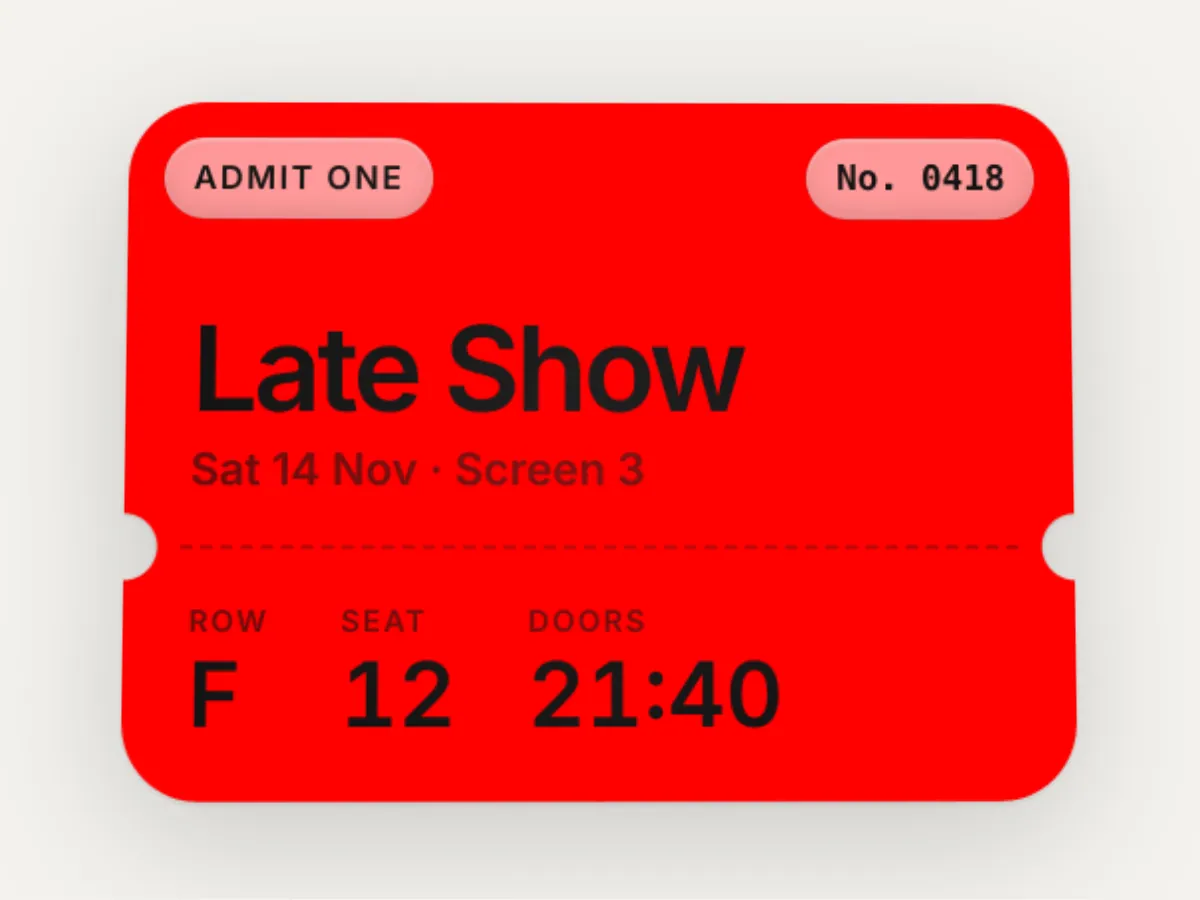 ADMIT ONE
No. 0418
Late Show
Sat 14 Nov · Screen 3
ROW SEAT DOORS
F 12 21:40